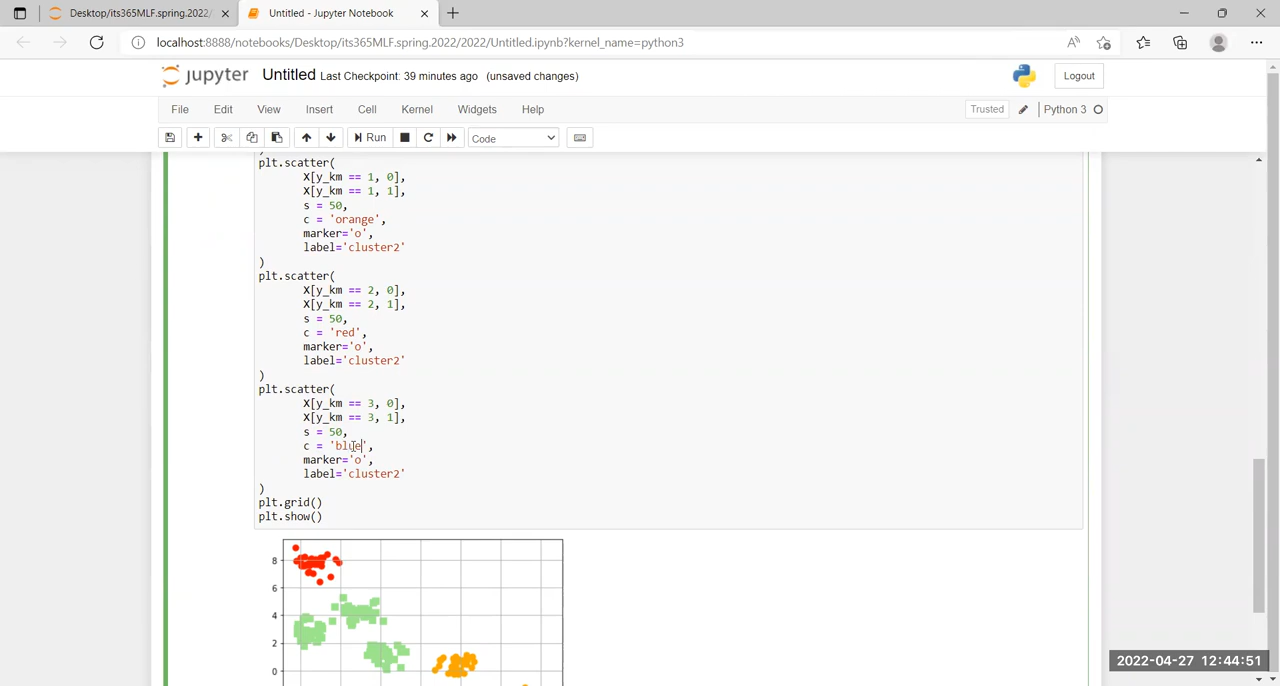 Desktop/its365MLF.spring.2022/
Untitled - Jupyter Notebook
localhost:8888/notebooks/Desktop/its365MLF.spring.2022/2022/Untitled.ipynb?kernel_name=python3
jupyter Untitled Last Checkpoint: 39 minutes ago (unsaved changes)
Logout
File Edit View Insert Cell Kernel Widgets Help
Trusted
Python 3
Run
Code
plt.scatter(
X[y_km == 1, 0],
X[y_km == 1, 1],
s = 50,
c = 'orange',
marker='o',
label='cluster2'
)
plt.scatter(
X[y_km == 2, 0],
X[y_km == 2, 1],
s = 50,
c = 'red',
marker='o',
label='cluster2'
)
plt.scatter(
X[y_km == 3, 0],
X[y_km == 3, 1],
s = 50,
c = 'blue',
marker='o',
label='cluster2'
)
plt.grid()
plt.show()
8
6
4
2
0
2022-04-27 12:44:51